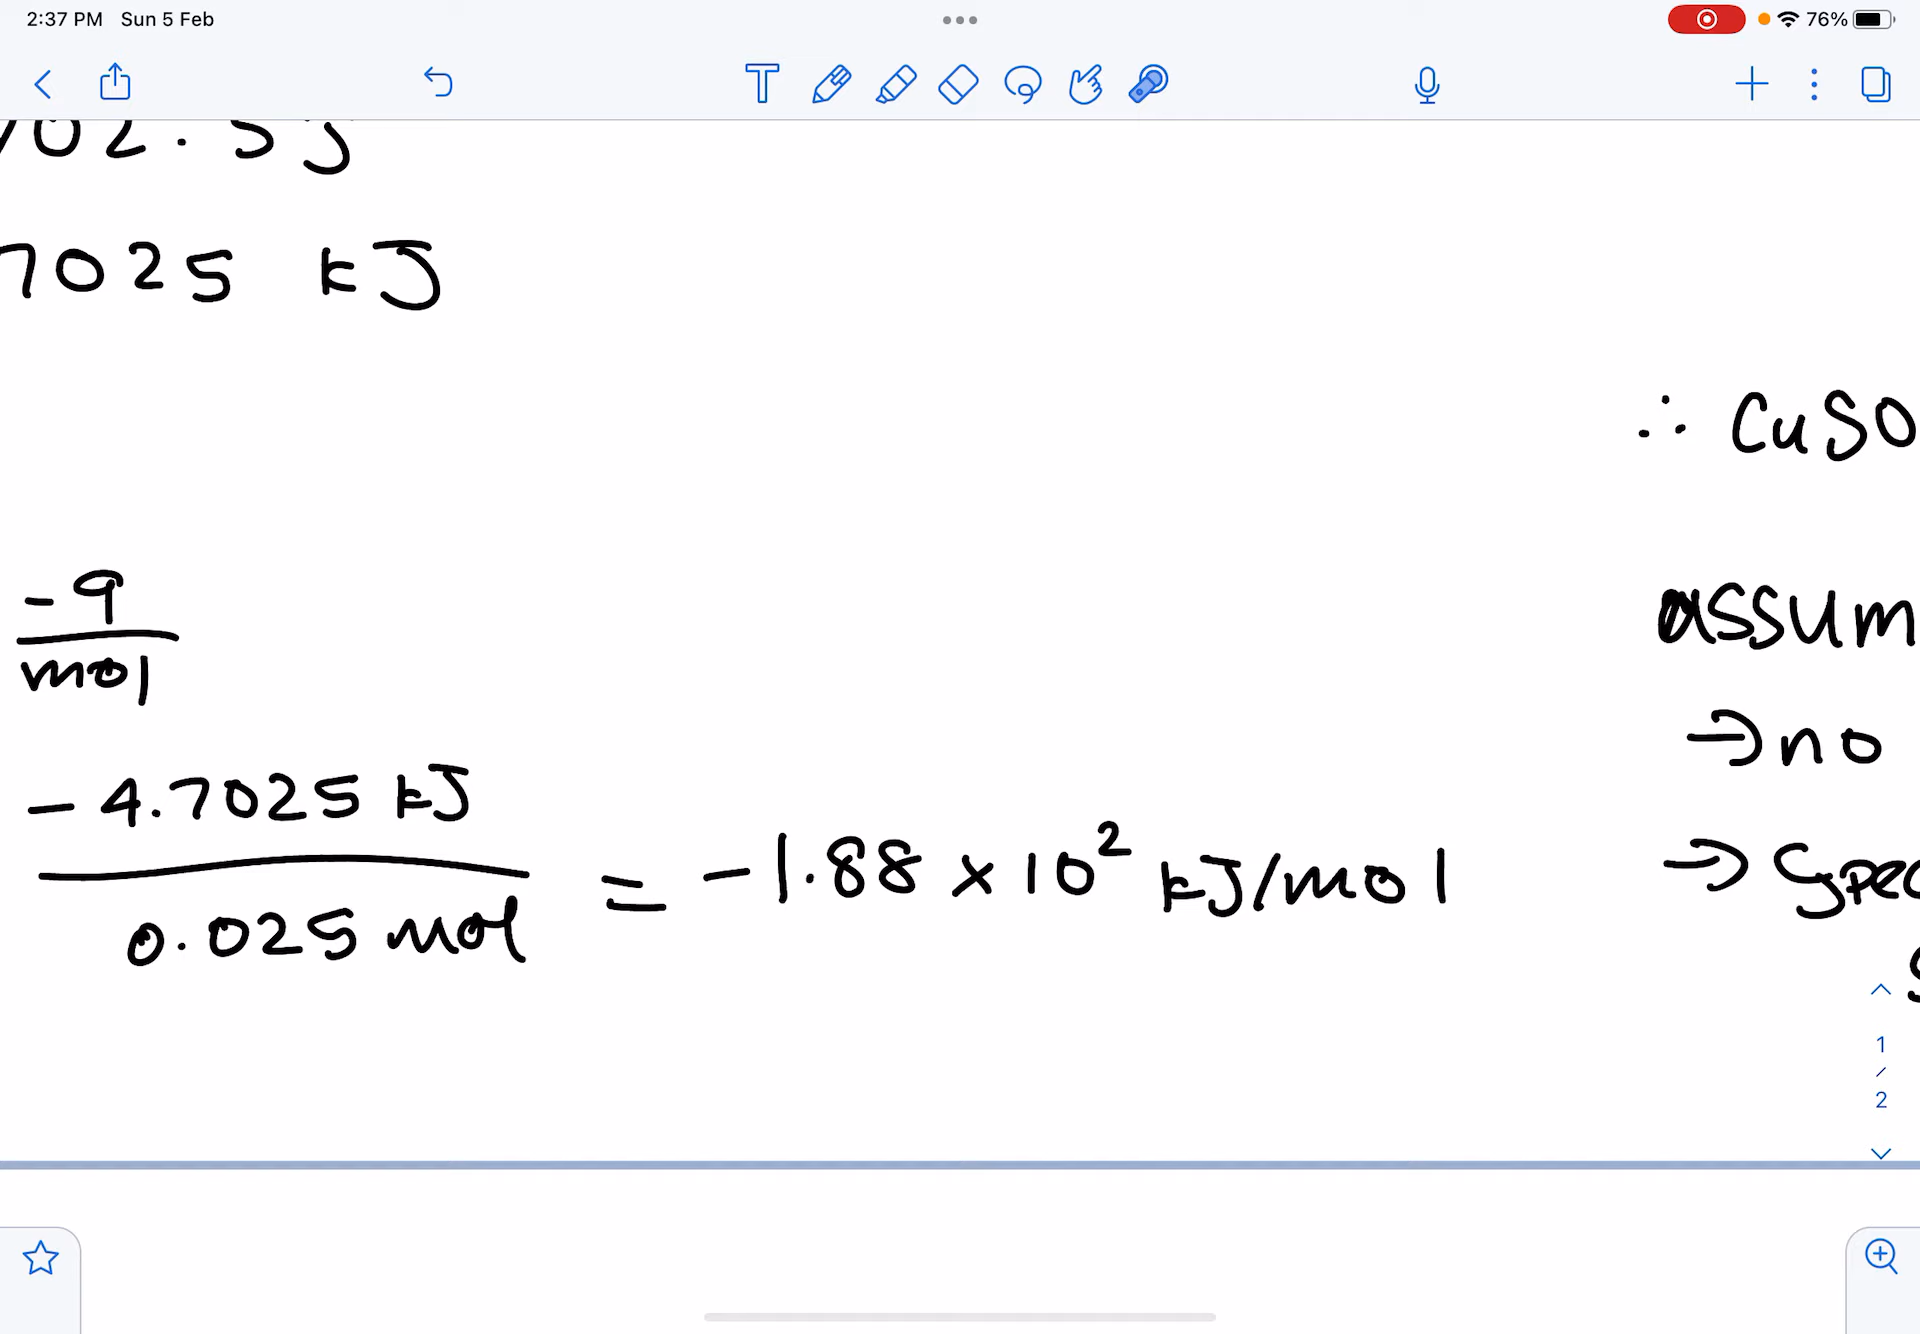 2:37 PM Sun 5 Feb
76%
T
702.5J
7025 kJ
∴ CuSO
-q
mol
assum
→ no
- 4.7025 kJ
0.025 mol
= -1.88 × 10² kJ/mol
→ Spec
s
1
/
2